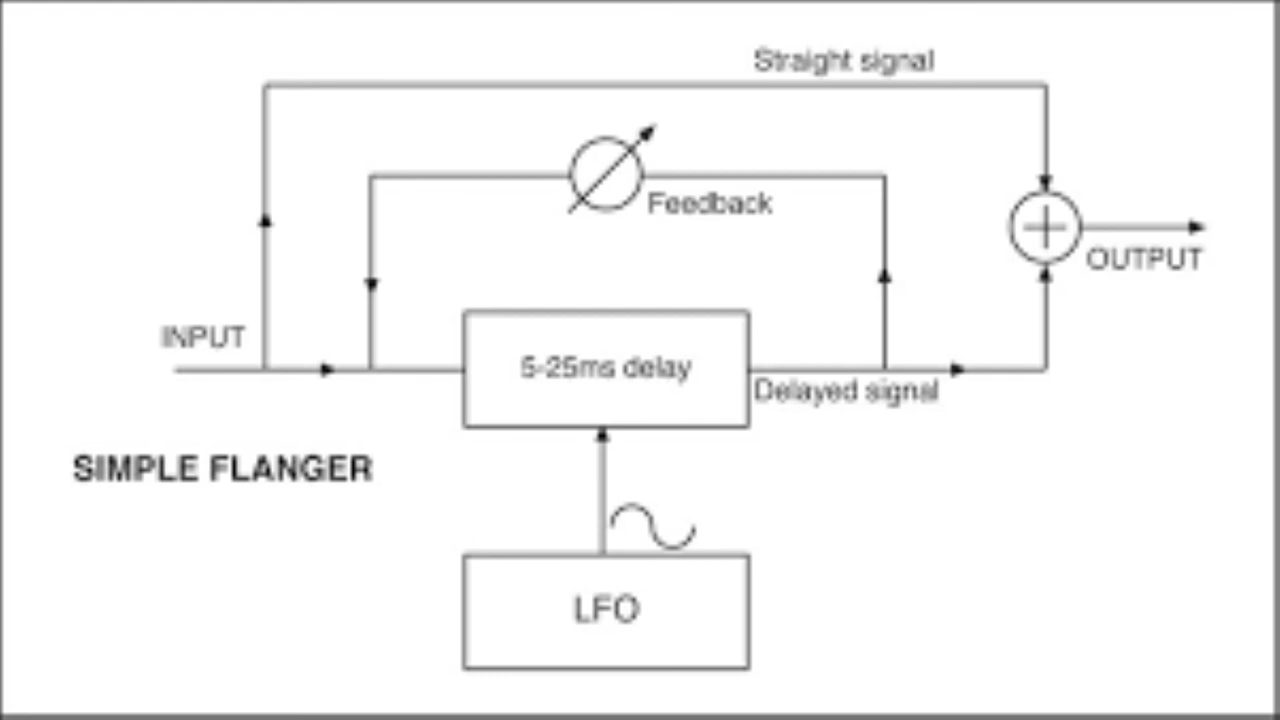 Straight signal
Feedback
OUTPUT
INPUT
5-25ms delay
Delayed signal
SIMPLE FLANGER
LFO